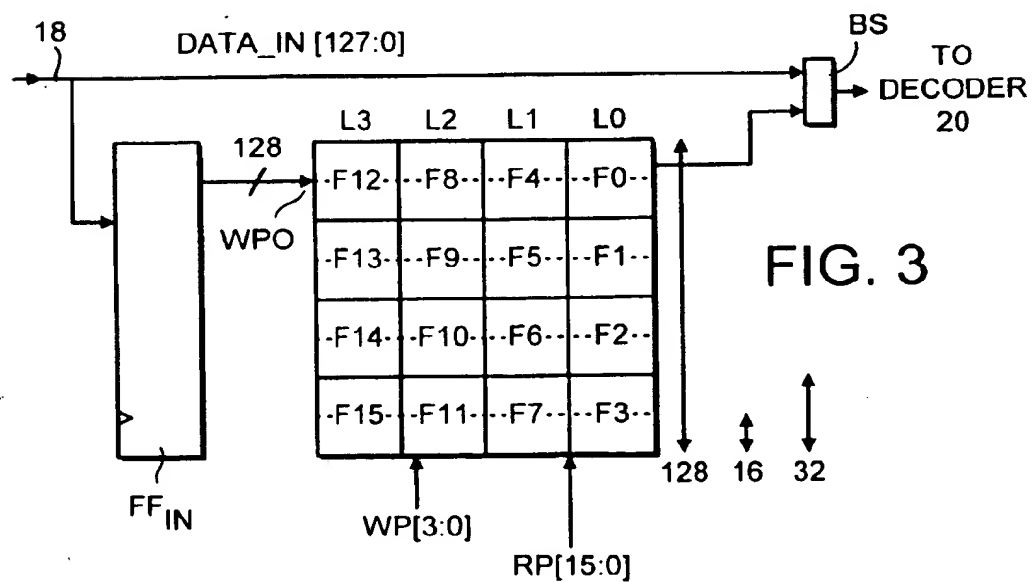 18
DATA_IN [127:0]
BS
TO
DECODER
20
L3 L2 L1 L0
128
WPO
F12 F8 F4 F0
F13 F9 F5 F1
F14 F10 F6 F2
F15 F11 F7 F3
FIG. 3
128 16 32
FFIN
WP[3:0]
RP[15:0]